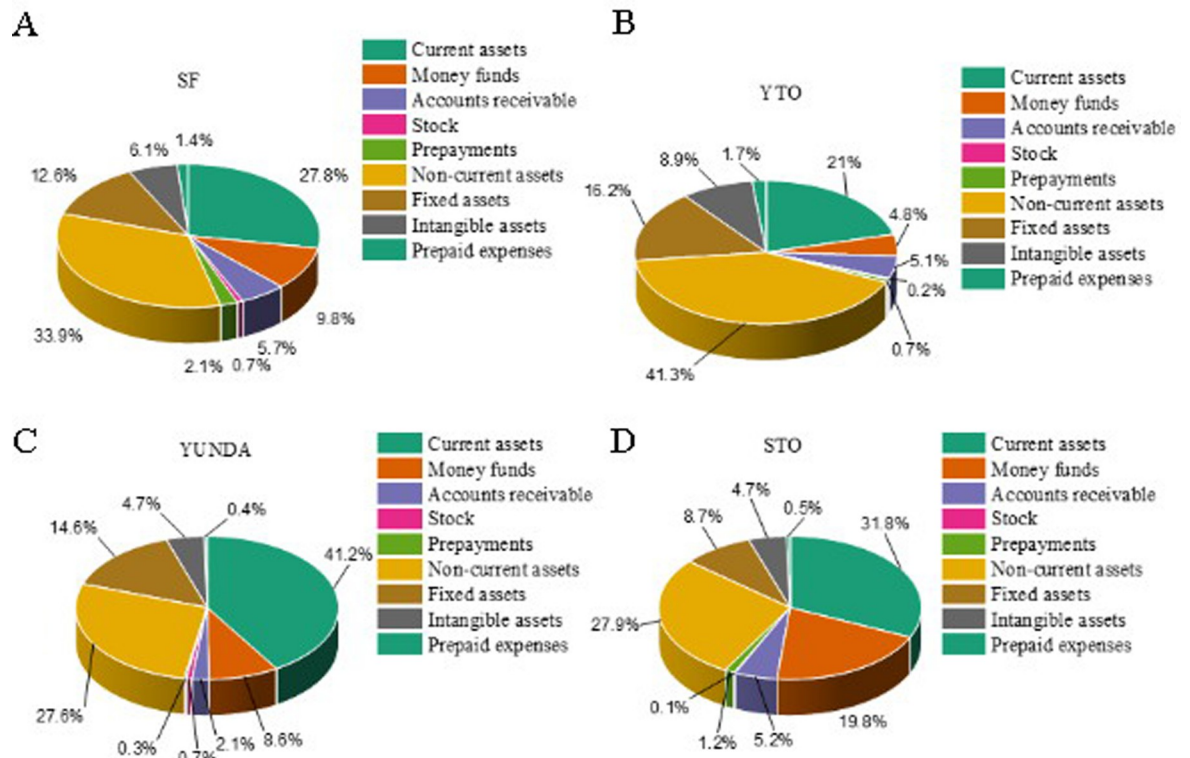 A
SF
Current assets
Money funds
Accounts receivable
Stock
Prepayments
Non-current assets
Fixed assets
Intangible assets
Prepaid expenses
1.4%
6.1%
12.6%
27.8%
33.9%
9.8%
5.7%
2.1%
0.7%
B
YTO
Current assets
Money funds
Accounts receivable
Stock
Prepayments
Non-current assets
Fixed assets
Intangible assets
Prepaid expenses
1.7%
8.9%
21%
16.2%
4.8%
5.1%
0.2%
0.7%
41.3%
C
YUNDA
Current assets
Money funds
Accounts receivable
Stock
Prepayments
Non-current assets
Fixed assets
Intangible assets
Prepaid expenses
4.7%
0.4%
14.6%
41.2%
27.6%
0.3%
0.7%
2.1%
8.6%
D
STO
Current assets
Money funds
Accounts receivable
Stock
Prepayments
Non-current assets
Fixed assets
Intangible assets
Prepaid expenses
4.7%
0.5%
8.7%
31.8%
27.9%
0.1%
1.2%
5.2%
19.8%